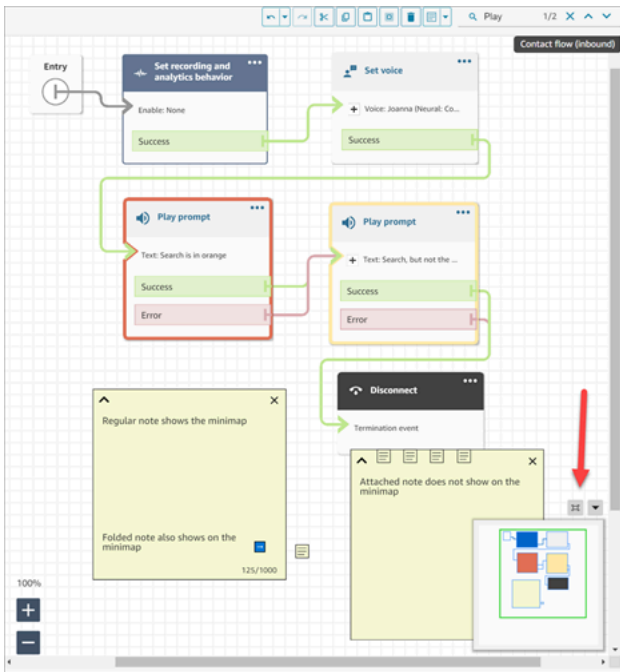 Play
1/2
Contact flow (inbound)
Entry
Set recording and
analytics behavior
Enable: None
Success
Set voice
Voice: Joanna (Neural: Co...
Success
Play prompt
Text: Search is in orange
Success
Error
Play prompt
Text: Search, but not the ...
Success
Error
Disconnect
Termination event
Regular note shows the minimap
Folded note also shows on the
minimap
125/1000
Attached note does not show on the
minimap
100%